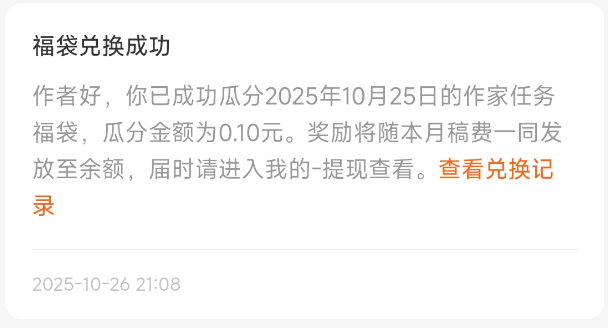 福袋兑换成功
作者好，你已成功瓜分2025年10月25日的作家任务
福袋，瓜分金额为0.10元。奖励将随本月稿费一同发
放至余额，届时请进入我的-提现查看。查看兑换记
录
2025-10-26 21:08